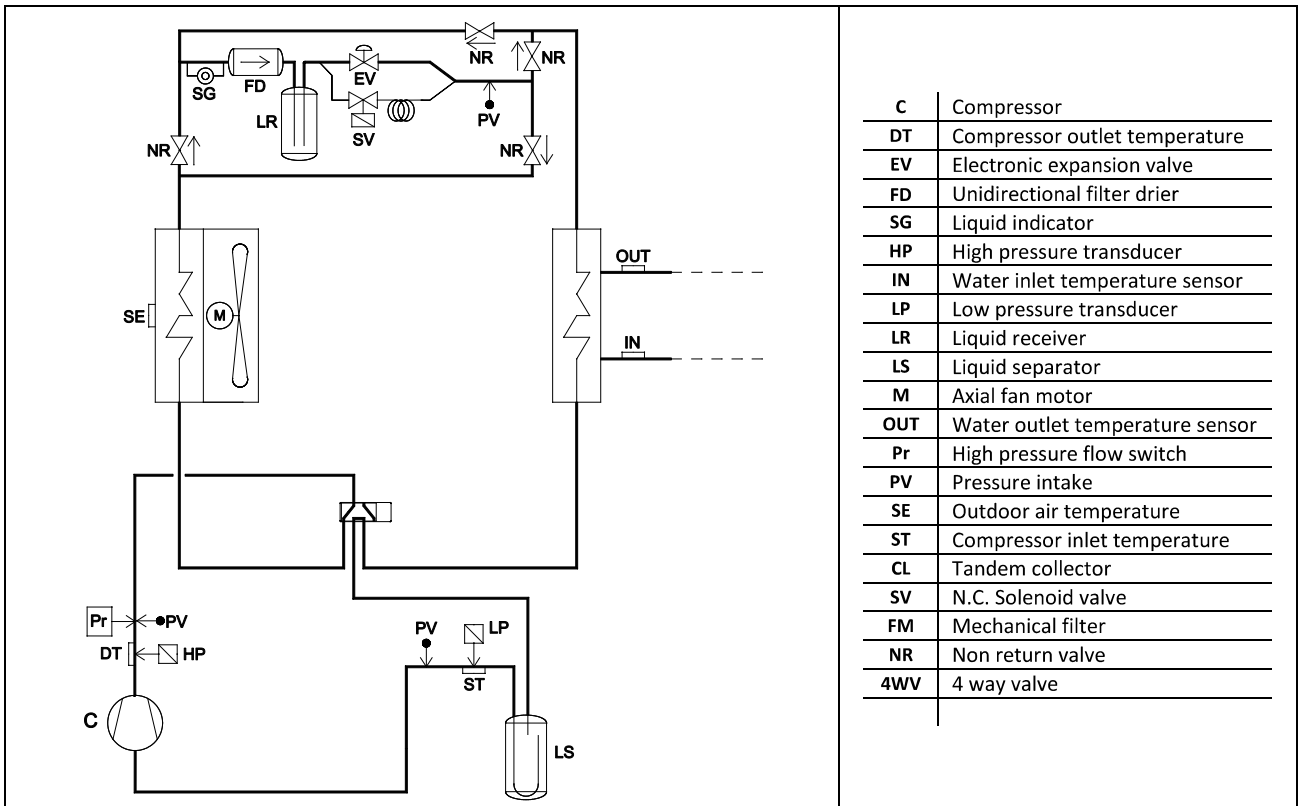 NR
NR
EV
FD
SG
LR
PV
SV
NR
NR
OUT
SE
M
IN
Pr
PV
PV
LP
DT
HP
ST
C
LS
C Compressor
DT Compressor outlet temperature
EV Electronic expansion valve
FD Unidirectional filter drier
SG Liquid indicator
HP High pressure transducer
IN Water inlet temperature sensor
LP Low pressure transducer
LR Liquid receiver
LS Liquid separator
M Axial fan motor
OUT Water outlet temperature sensor
Pr High pressure flow switch
PV Pressure intake
SE Outdoor air temperature
ST Compressor inlet temperature
CL Tandem collector
SV N.C. Solenoid valve
FM Mechanical filter
NR Non return valve
4WV 4 way valve